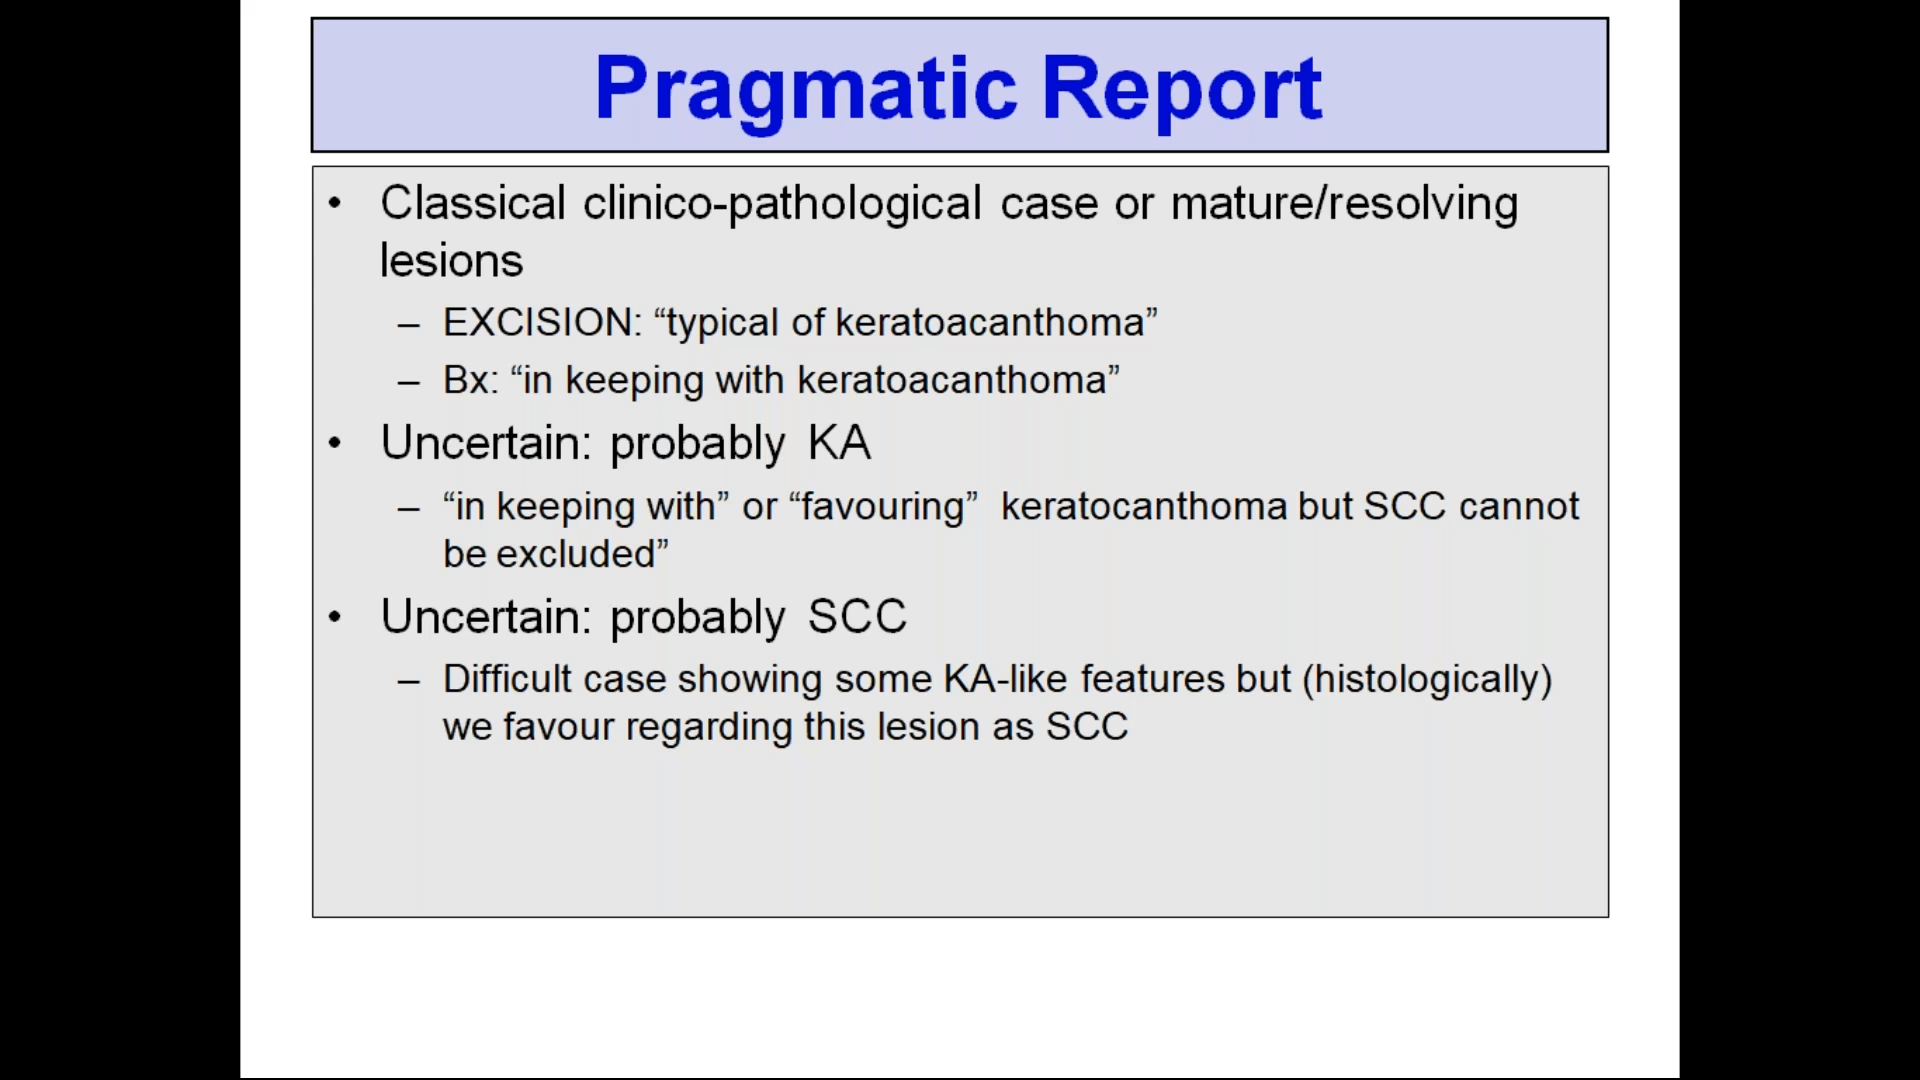 Pragmatic Report
• Classical clinico-pathological case or mature/resolving
lesions
– EXCISION: “typical of keratoacanthoma”
– Bx: “in keeping with keratoacanthoma”
• Uncertain: probably KA
– “in keeping with” or “favouring” keratocanthoma but SCC cannot
be excluded”
• Uncertain: probably SCC
– Difficult case showing some KA-like features but (histologically)
we favour regarding this lesion as SCC